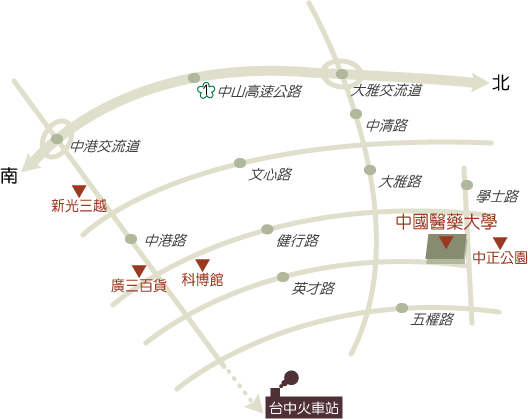 北
大雅交流道
1
中山高速公路
中清路
中港交流道
南
文心路
大雅路
學士路
新光三越
中國醫藥大學
中港路
健行路
中正公園
廣三百貨
科博館
英才路
五權路
台中火車站